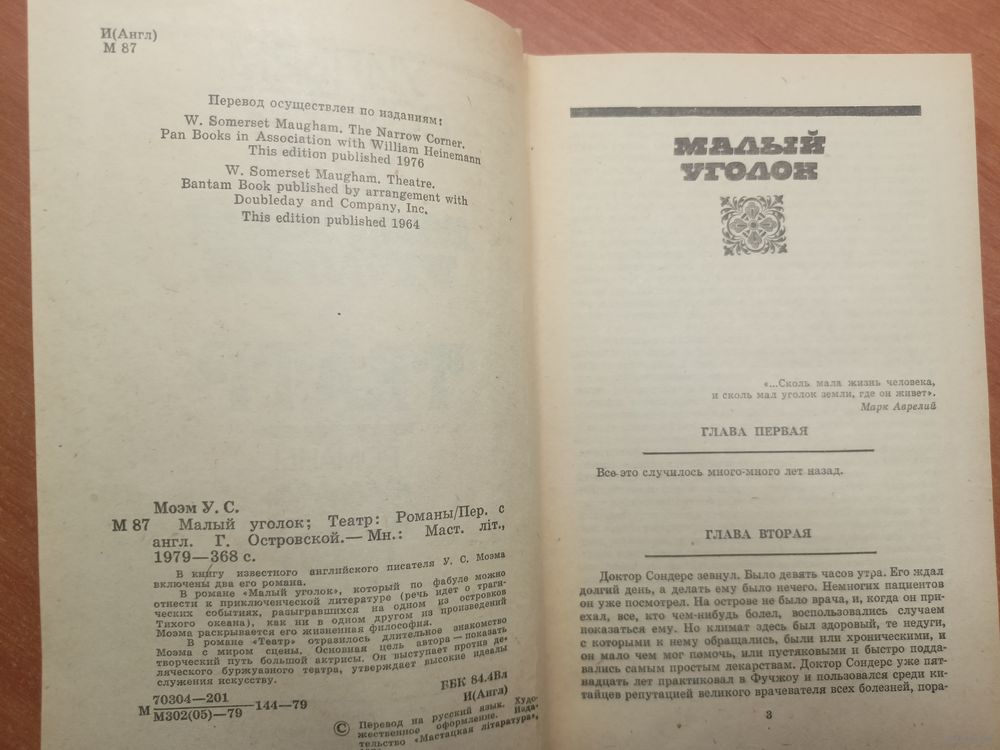 И(Англ)
М 87
Перевод осуществлен по изданиям:
W. Somerset Maugham. The Narrow Corner.
Pan Books in Association with William Heinemann
This edition published 1976
W. Somerset Maugham. Theatre.
Bantam Book published by arrangement with
Doubleday and Company, Inc.
This edition published 1964
Моэм У. С.
М 87 Малый уголок; Театр: Романы/Пер. с
англ. Г. Островской.— Мн.: Маст. літ.,
1979—368 с.
В книгу известного английского писателя У. С. Моэма
включены два его романа.
В романе «Малый уголок», который по фабуле можно
отнести к приключенческой литературе (речь идет о траги-
ческих событиях, разыгравшихся на одном из островков
Тихого океана), как ни в одном другом из произведений
Моэма раскрывается его жизненная философия.
В романе «Театр» отразилось длительное знакомство
Моэма с миром сцены. Основная цель автора — показать
творческий путь большой актрисы. Он выступает против де-
ляческого буржуазного театра, утверждает высокие идеалы
служения искусству.
М 70304—201
М302(05)—79 144—79
ББК 84.4Вл
И(Англ)
© Перевод на русский язык. Худо-
жественное оформление. Изда-
тельство «Мастацкая літаратура»,
МАЛЫЙ
УГОЛОК
«...Сколь мала жизнь человека,
и сколь мал уголок земли, где он живет».
Марк Аврелий
ГЛАВА ПЕРВАЯ
Все это случилось много-много лет назад.
ГЛАВА ВТОРАЯ
Доктор Сондерс зевнул. Было девять часов утра. Его ждал
долгий день, а делать ему было нечего. Немногих пациентов
он уже посмотрел. На острове не было врача, и, когда он при-
ехал, все, кто чем-нибудь болел, воспользовались случаем
показаться ему. Но климат здесь был здоровый, те недуги,
с которыми к нему обращались, были или хроническими, и
он мало чем мог помочь, или пустяковыми и быстро подда-
вались самым простым лекарствам. Доктор Сондерс уже пят-
надцать лет практиковал в Фучжоу и пользовался среди ки-
тайцев репутацией великого врачевателя всех болезней, пора-
3